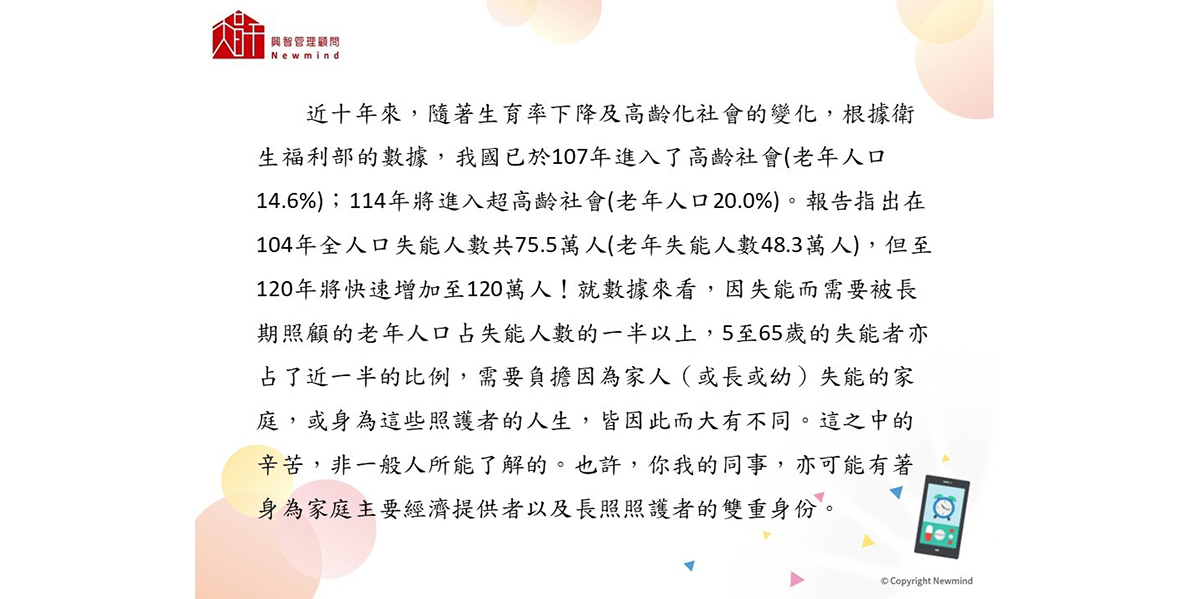 興智管理顧問
Newmind
近十年來，隨著生育率下降及高齡化社會的變化，根據衛
生福利部的數據，我國已於107年進入了高齡社會(老年人口
14.6%)；114年將進入超高齡社會(老年人口20.0%)。報告指出在
104年全人口失能人數共75.5萬人(老年失能人數48.3萬人)，但至
120年將快速增加至120萬人！就數據來看，因失能而需要被長
期照顧的老年人口占失能人數的一半以上，5至65歲的失能者亦
占了近一半的比例，需要負擔因為家人（或長或幼）失能的家
庭，或身為這些照護者的人生，皆因此而大有不同。這之中的
辛苦，非一般人所能了解的。也許，你我的同事，亦可能有著
身為家庭主要經濟提供者以及長照照護者的雙重身份。
© Copyright Newmind